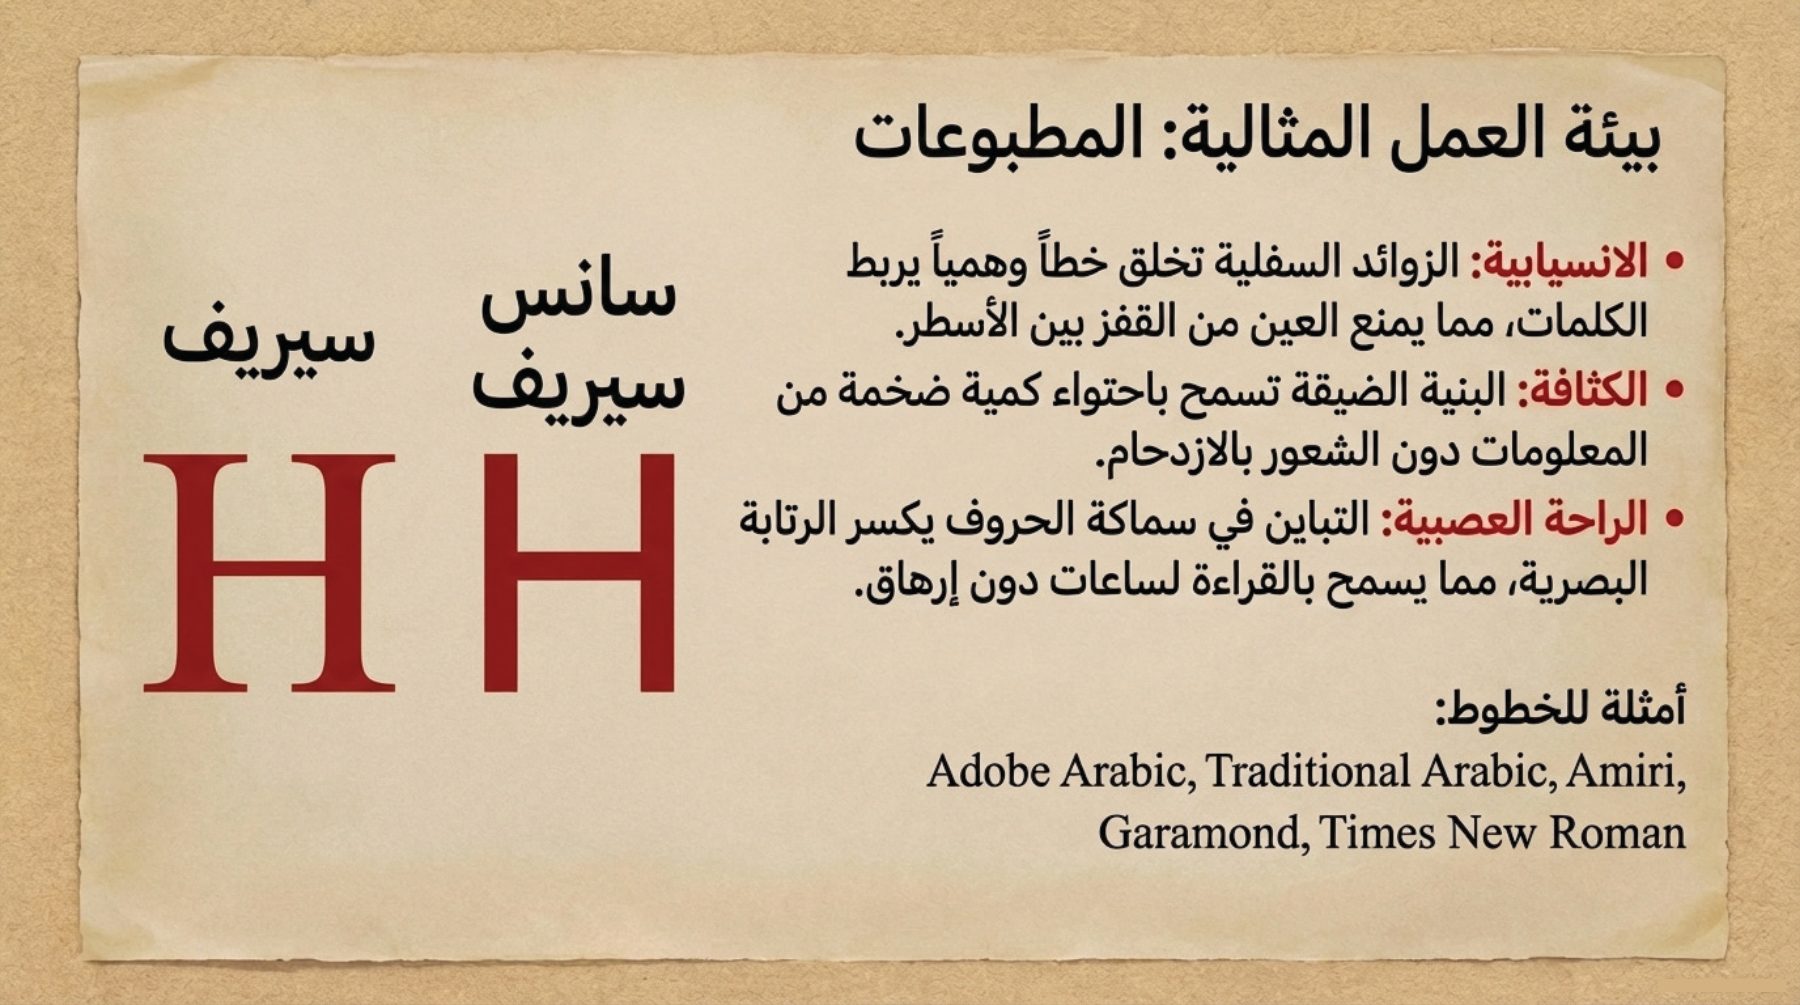 بيئة العمل المثالية: المطبوعات
• الانسيابية: الزوائد السفلية تخلق خطاً وهمياً يربط
الكلمات، مما يمنع العين من القفز بين الأسطر.
• الكثافة: البنية الضيقة تسمح باحتواء كمية ضخمة من
المعلومات دون الشعور بالازدحام.
• الراحة العصبية: التباين في سماكة الحروف يكسر الرتابة
البصرية، مما يسمح بالقراءة لساعات دون إرهاق.
أمثلة للخطوط:
Adobe Arabic, Traditional Arabic, Amiri,
Garamond, Times New Roman
سانس
سيريف
H
سيريف
H